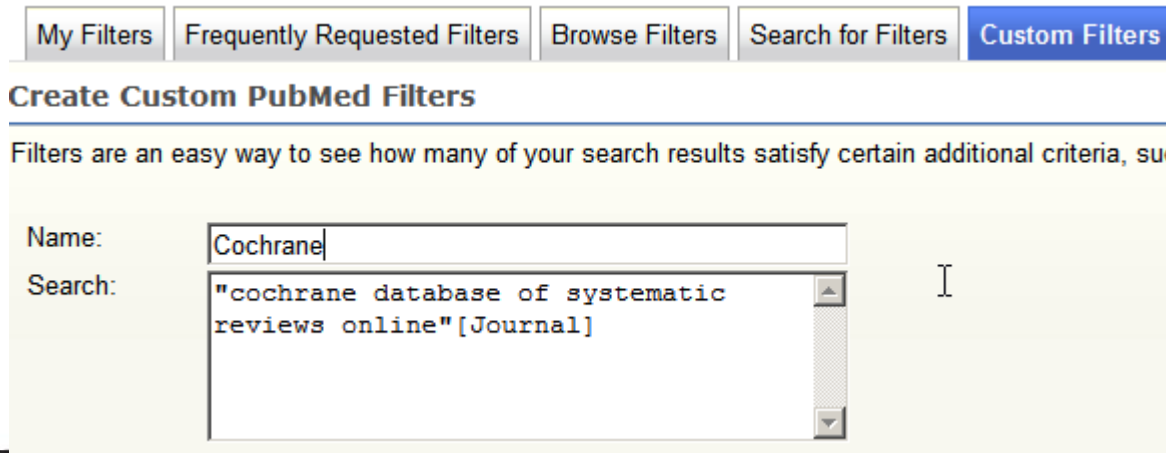 My Filters Frequently Requested Filters Browse Filters Search for Filters Custom Filters
Create Custom PubMed Filters
Filters are an easy way to see how many of your search results satisfy certain additional criteria, su
Name: Cochrane
Search: "cochrane database of systematic
reviews online"[Journal]